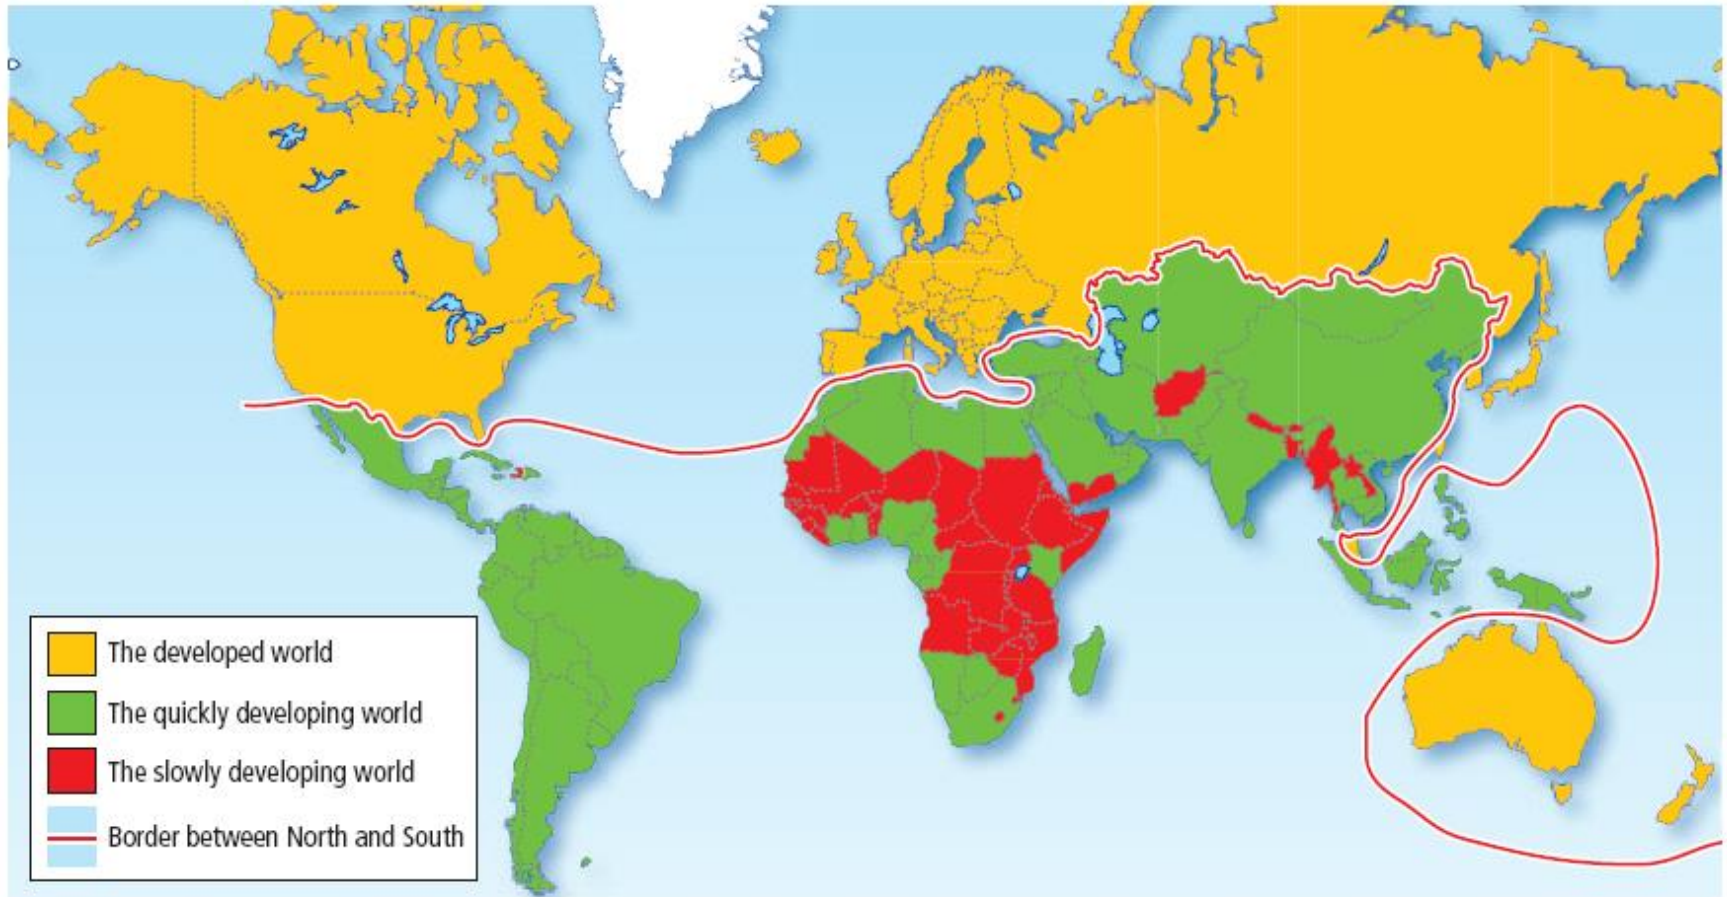 The developed world
The quickly developing world
The slowly developing world
Border between North and South